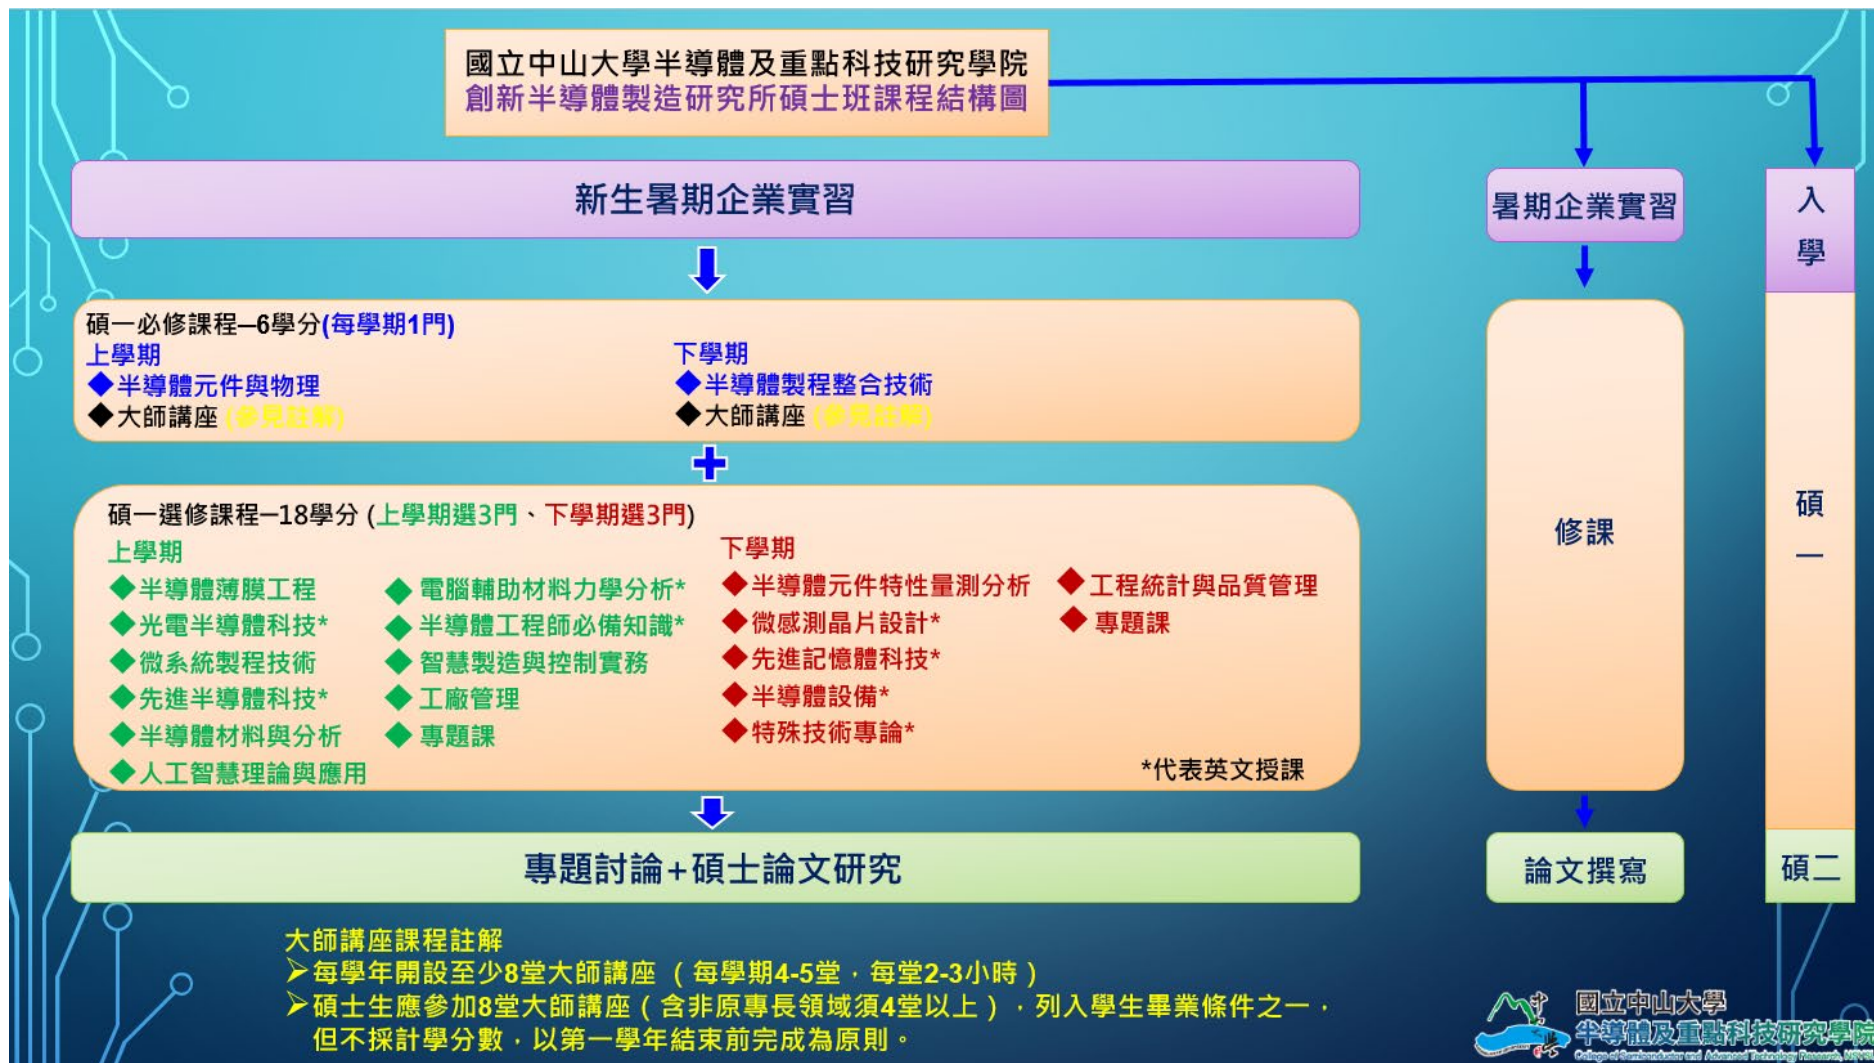 國立中山大學半導體及重點科技研究學院
創新半導體製造研究所碩士班課程結構圖
新生暑期企業實習
碩一必修課程—6學分(每學期1門)
上學期
◆半導體元件與物理
◆大師講座 (參見註解)
下學期
◆半導體製程整合技術
◆大師講座 (參見註解)
碩一選修課程—18學分 (上學期選3門、下學期選3門)
上學期
◆半導體薄膜工程
◆光電半導體科技*
◆微系統製程技術
◆先進半導體科技*
◆半導體材料與分析
◆人工智慧理論與應用
◆ 電腦輔助材料力學分析*
◆ 半導體工程師必備知識*
◆ 智慧製造與控制實務
◆ 工廠管理
◆ 專題課
下學期
◆半導體元件特性量測分析
◆微感測晶片設計*
◆先進記憶體科技*
◆半導體設備*
◆特殊技術專論*
◆工程統計與品質管理
◆ 專題課
*代表英文授課
專題討論+碩士論文研究
暑期企業實習
修課
論文撰寫
入
學
碩
一
碩二
大師講座課程註解
➢每學年開設至少8堂大師講座 （每學期4-5堂，每堂2-3小時）
➢碩士生應參加8堂大師講座（含非原專長領域須4堂以上），列入學生畢業條件之一，
但不採計學分數，以第一學年結束前完成為原則。
國立中山大學
半導體及重點科技研究學院
College of Semiconductor and Advanced Technology Research, NSYSU